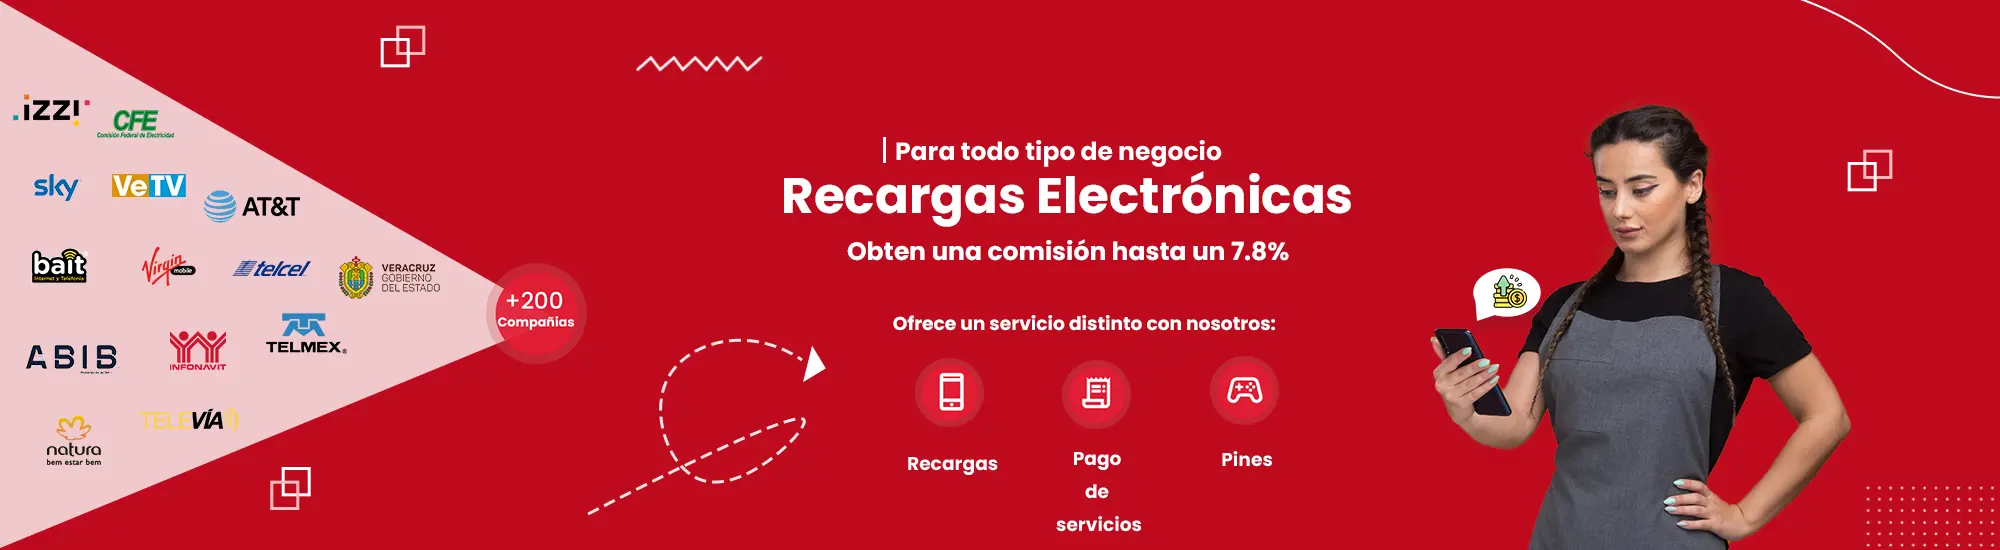 izzi
CFE
Comisión Federal de Electricidad
sky
VeTV
AT&T
bait
Internet y Telefonía
Virgin
mobile
telcel
VERACRUZ
GOBIERNO
DEL ESTADO
+200
Compañias
ABIB
INFONAVIT
TELMEX
natura
bem estar bem
TELEVÍA
Para todo tipo de negocio
Recargas Electrónicas
Obten una comisión hasta un 7.8%
Ofrece un servicio distinto con nosotros:
Recargas
Pago
de
servicios
Pines